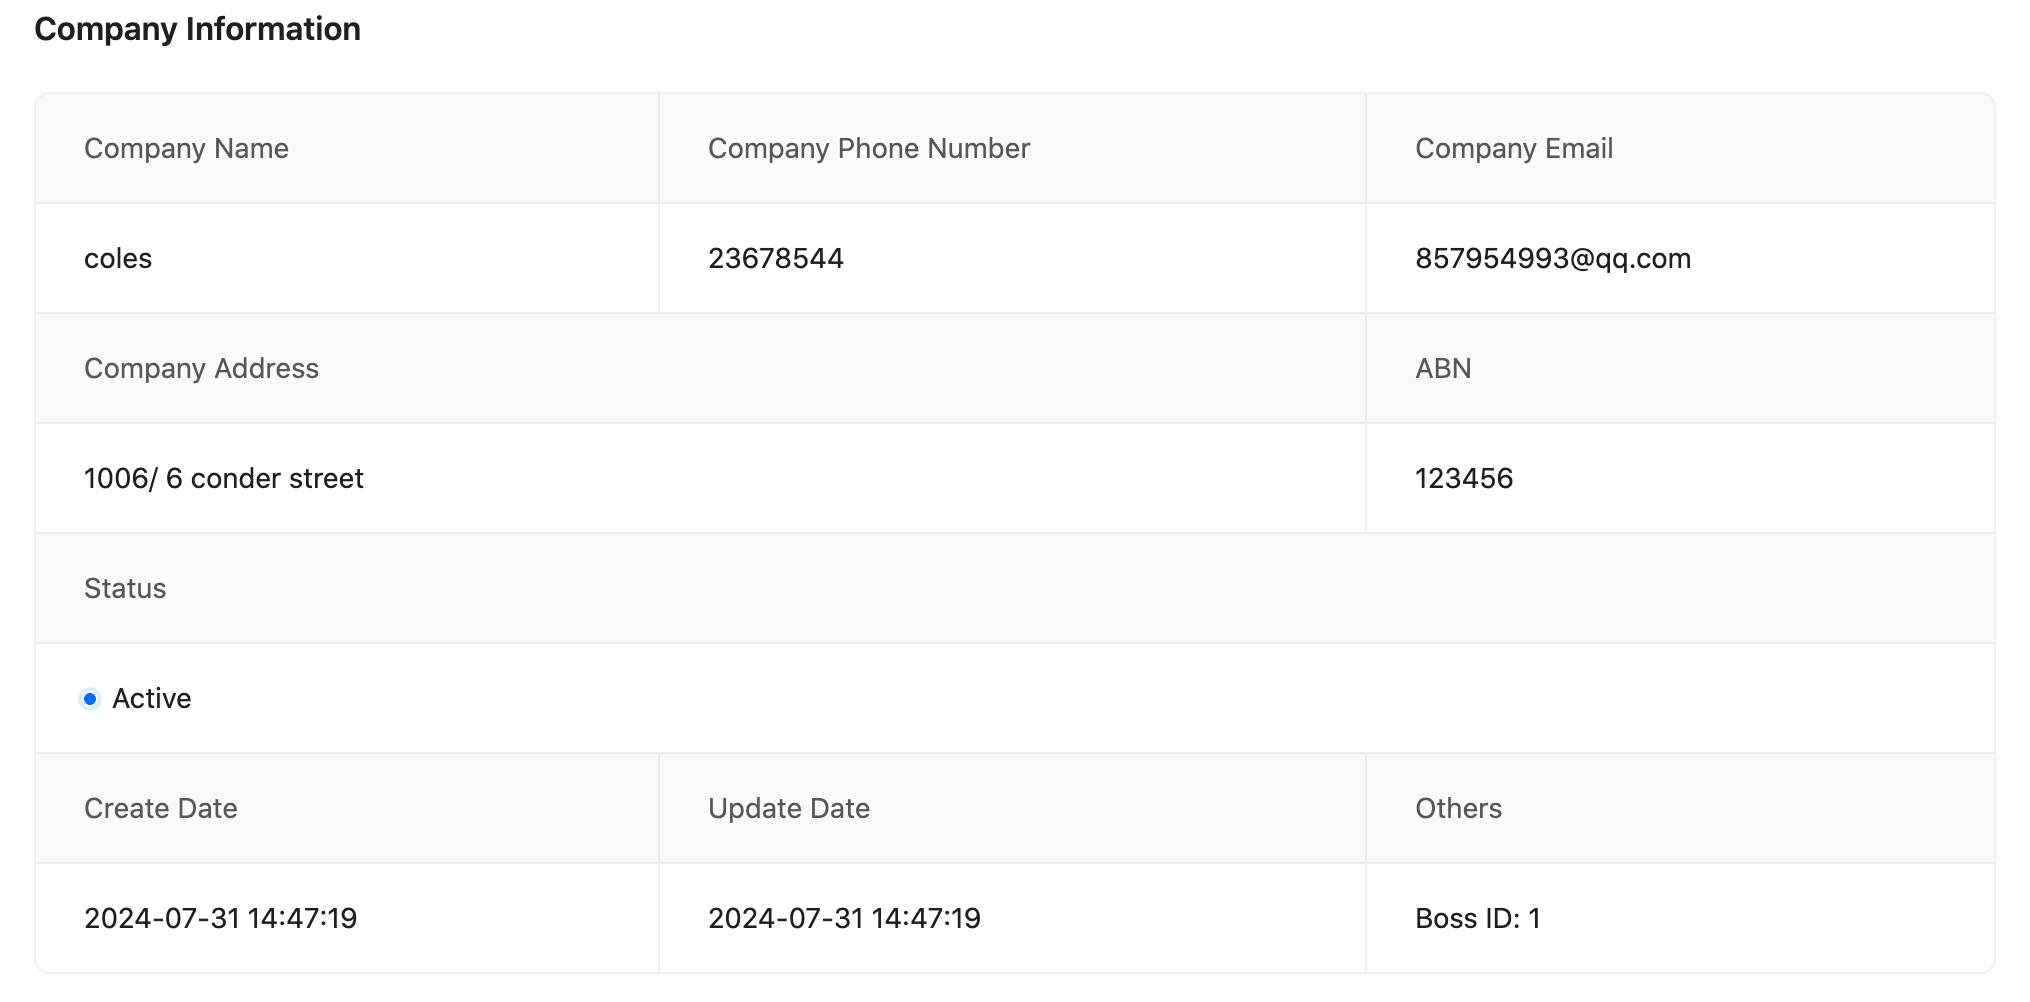 Company Information
Company Name Company Phone Number Company Email
coles 23678544 857954993@qq.com
Company Address ABN
1006/ 6 conder street 123456
Status
Active
Create Date Update Date Others
2024-07-31 14:47:19 2024-07-31 14:47:19 Boss ID: 1